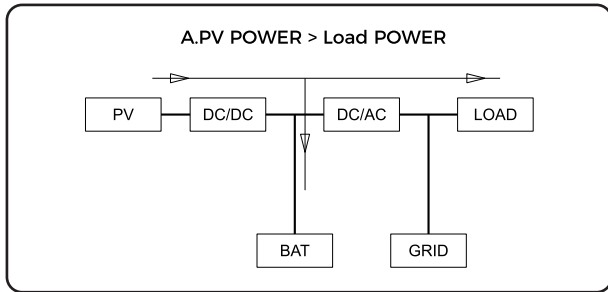 A.PV POWER > Load POWER
PV
DC/DC
DC/AC
LOAD
BAT
GRID